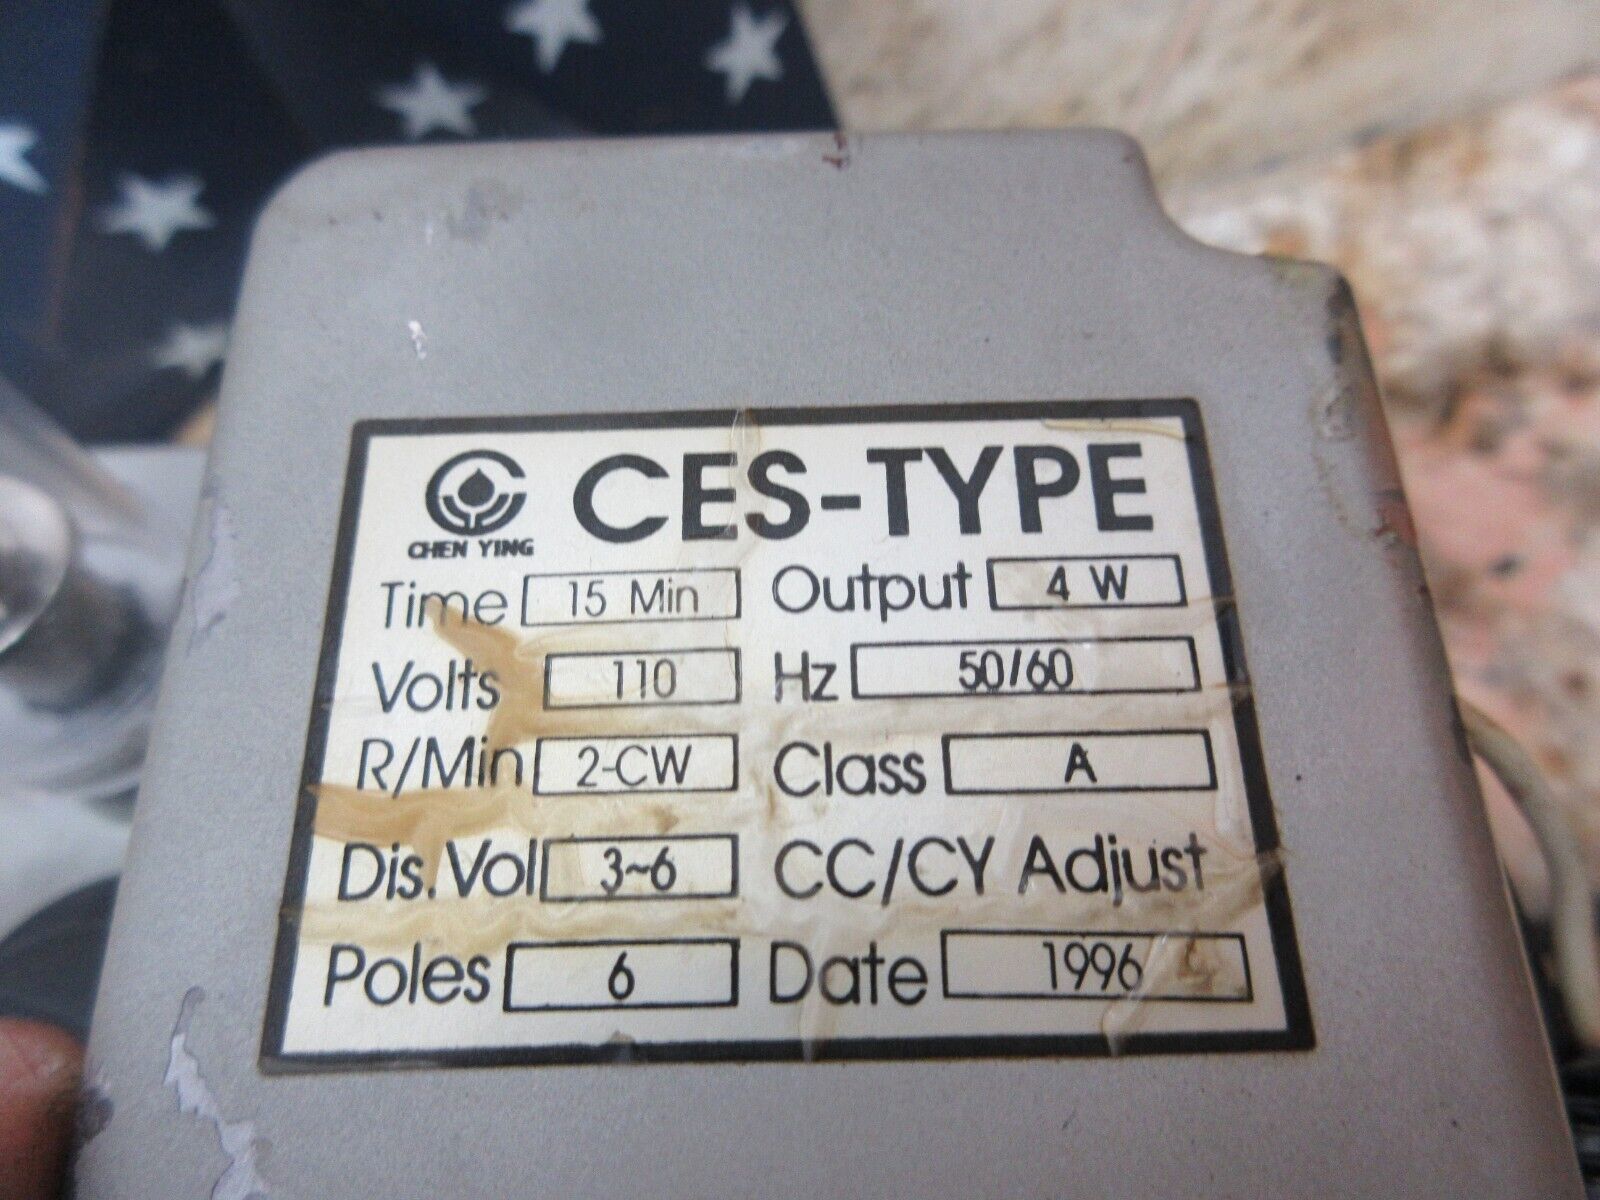 CHEN YING CES-TYPE
Time 15 Min Output 4 W
Volts 110 Hz 50/60
R/Min 2-CW Class A
Dis.Vol 3~6 CC/CY Adjust
Poles 6 Date 1996